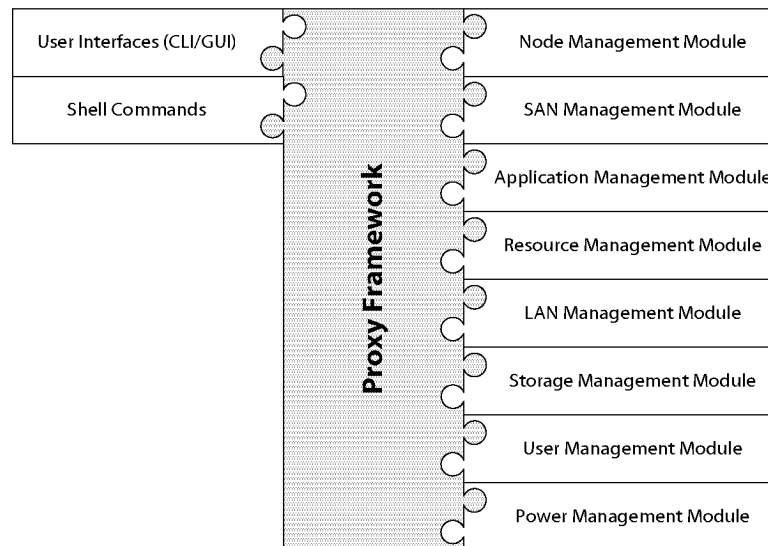 User Interfaces (CLI/GUI)
Shell Commands
Proxy Framework
Node Management Module
SAN Management Module
Application Management Module
Resource Management Module
LAN Management Module
Storage Management Module
User Management Module
Power Management Module